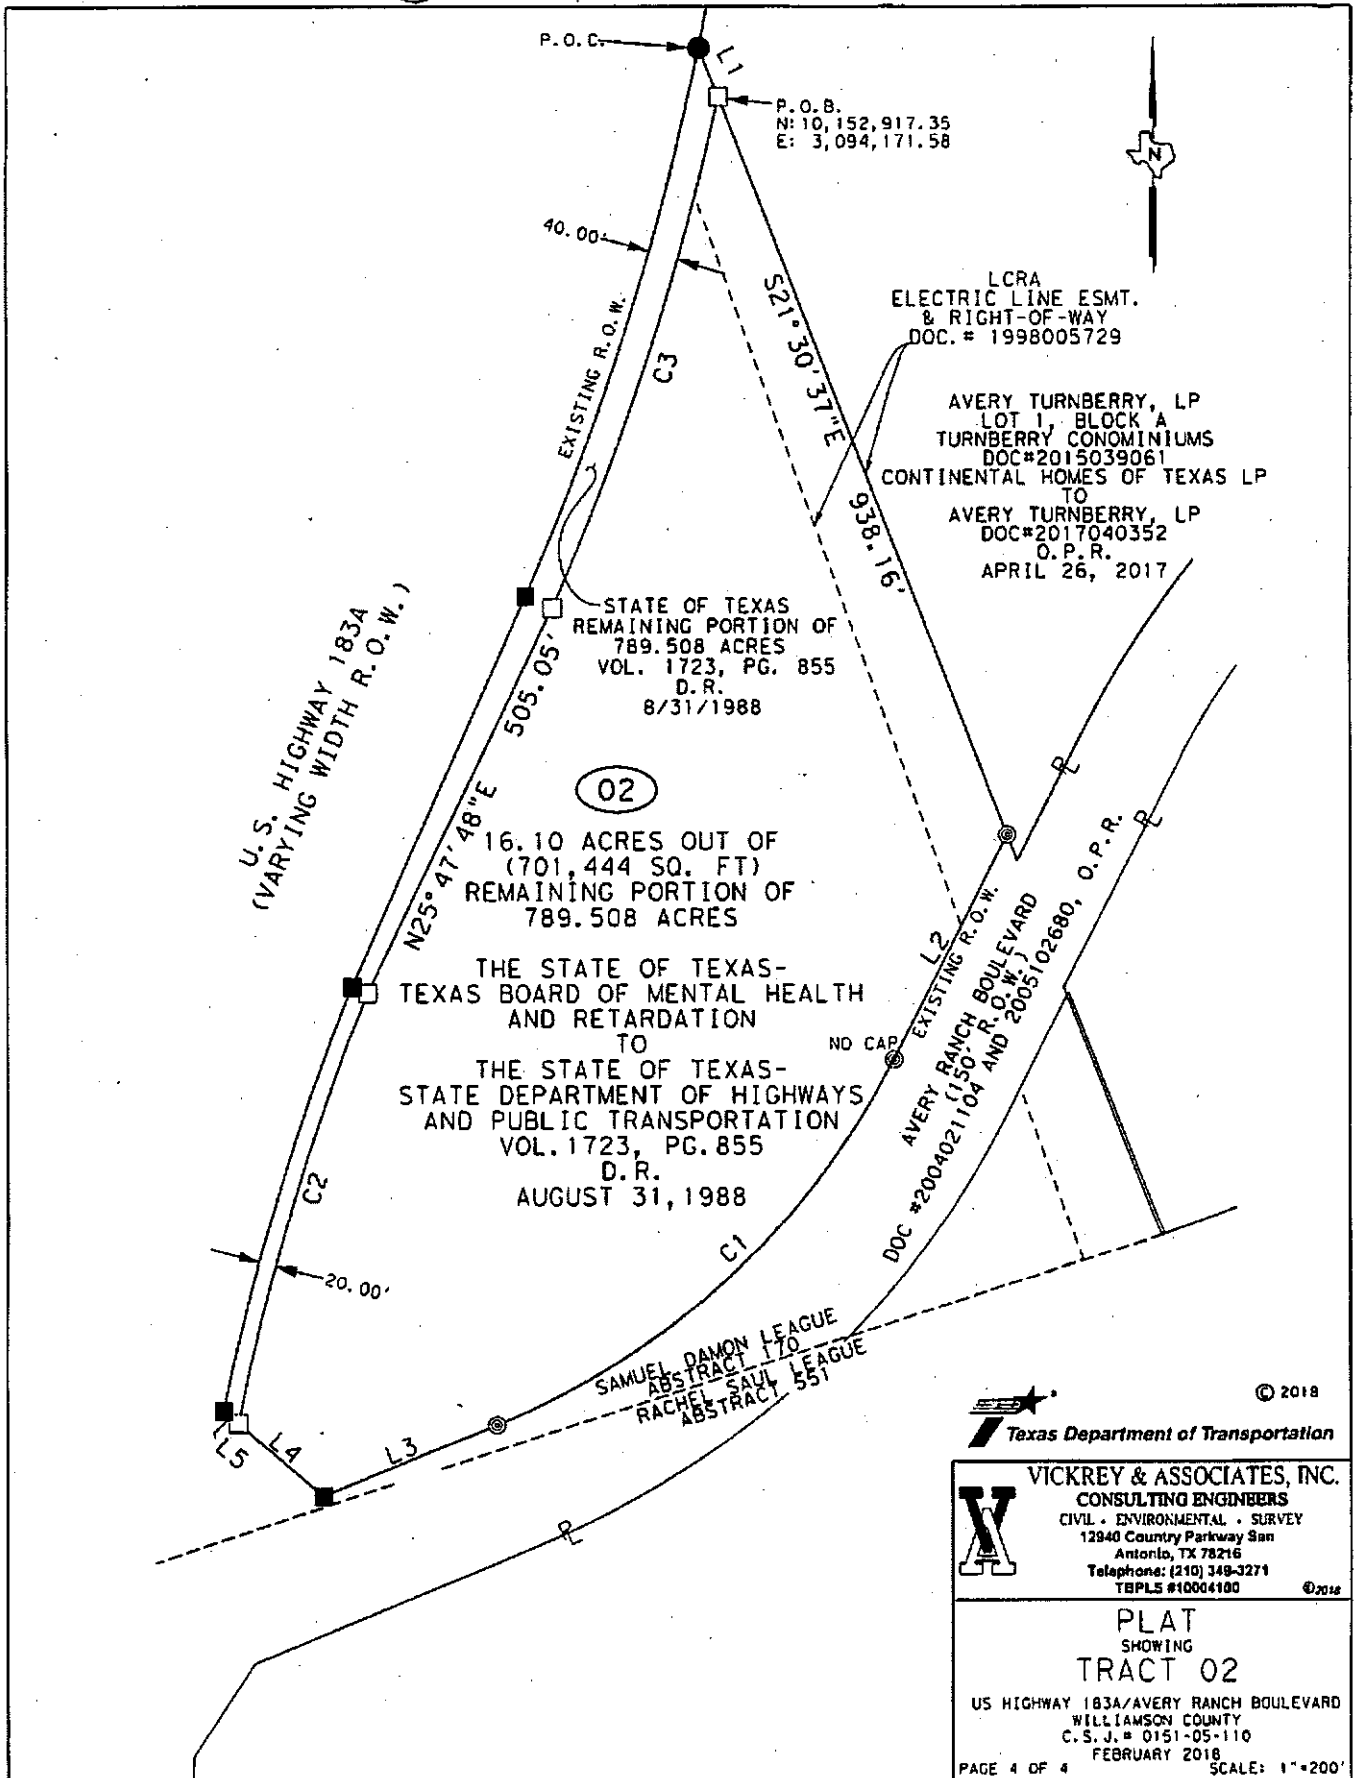 P.O.C.
L1
P.O.B.
N: 10,152,917.35
E: 3,094,171.58
N
40.00'
EXISTING R.O.W.
C3
S21°30'37"E
938.16'
LCRA
ELECTRIC LINE ESMT.
& RIGHT-OF-WAY
DOC. # 1998005729
AVERY TURNBERRY, LP
LOT 1, BLOCK A
TURNBERRY CONOMINIUMS
DOC#2015039061
CONTINENTAL HOMES OF TEXAS LP
TO
AVERY TURNBERRY, LP
DOC#2017040352
O.P.R.
APRIL 26, 2017
STATE OF TEXAS
REMAINING PORTION OF
789.508 ACRES
VOL. 1723, PG. 855
D.R.
8/31/1988
U.S. HIGHWAY 183A
(VARYING WIDTH R.O.W.)
N25°47'48"E 505.05'
02
16.10 ACRES OUT OF
(701,444 SQ. FT)
REMAINING PORTION OF
789.508 ACRES
THE STATE OF TEXAS-
TEXAS BOARD OF MENTAL HEALTH
AND RETARDATION
TO
THE STATE OF TEXAS-
STATE DEPARTMENT OF HIGHWAYS
AND PUBLIC TRANSPORTATION
VOL. 1723, PG. 855
D.R.
AUGUST 31, 1988
PL
PL
L2
EXISTING R.O.W.
NO CAP
AVERY RANCH BOULEVARD
(150' R.O.W.)
DOC #2004021104 AND 2005102680, O.P.R.
C2
C1
20.00'
SAMUEL DAMON LEAGUE
ABSTRACT 170
RACHEL SAUL LEAGUE
ABSTRACT 551
L5
L4
L3
PL
© 2018
Texas Department of Transportation
VICKREY & ASSOCIATES, INC.
CONSULTING ENGINEERS
CIVIL • ENVIRONMENTAL • SURVEY
12940 Country Parkway San
Antonio, TX 78216
Telephone: (210) 349-3271
TBPLS #10004100
©2018
PLAT
SHOWING
TRACT 02
US HIGHWAY 183A/AVERY RANCH BOULEVARD
WILLIAMSON COUNTY
C.S.J.# 0151-05-110
FEBRUARY 2018
PAGE 4 OF 4 SCALE: 1"=200'